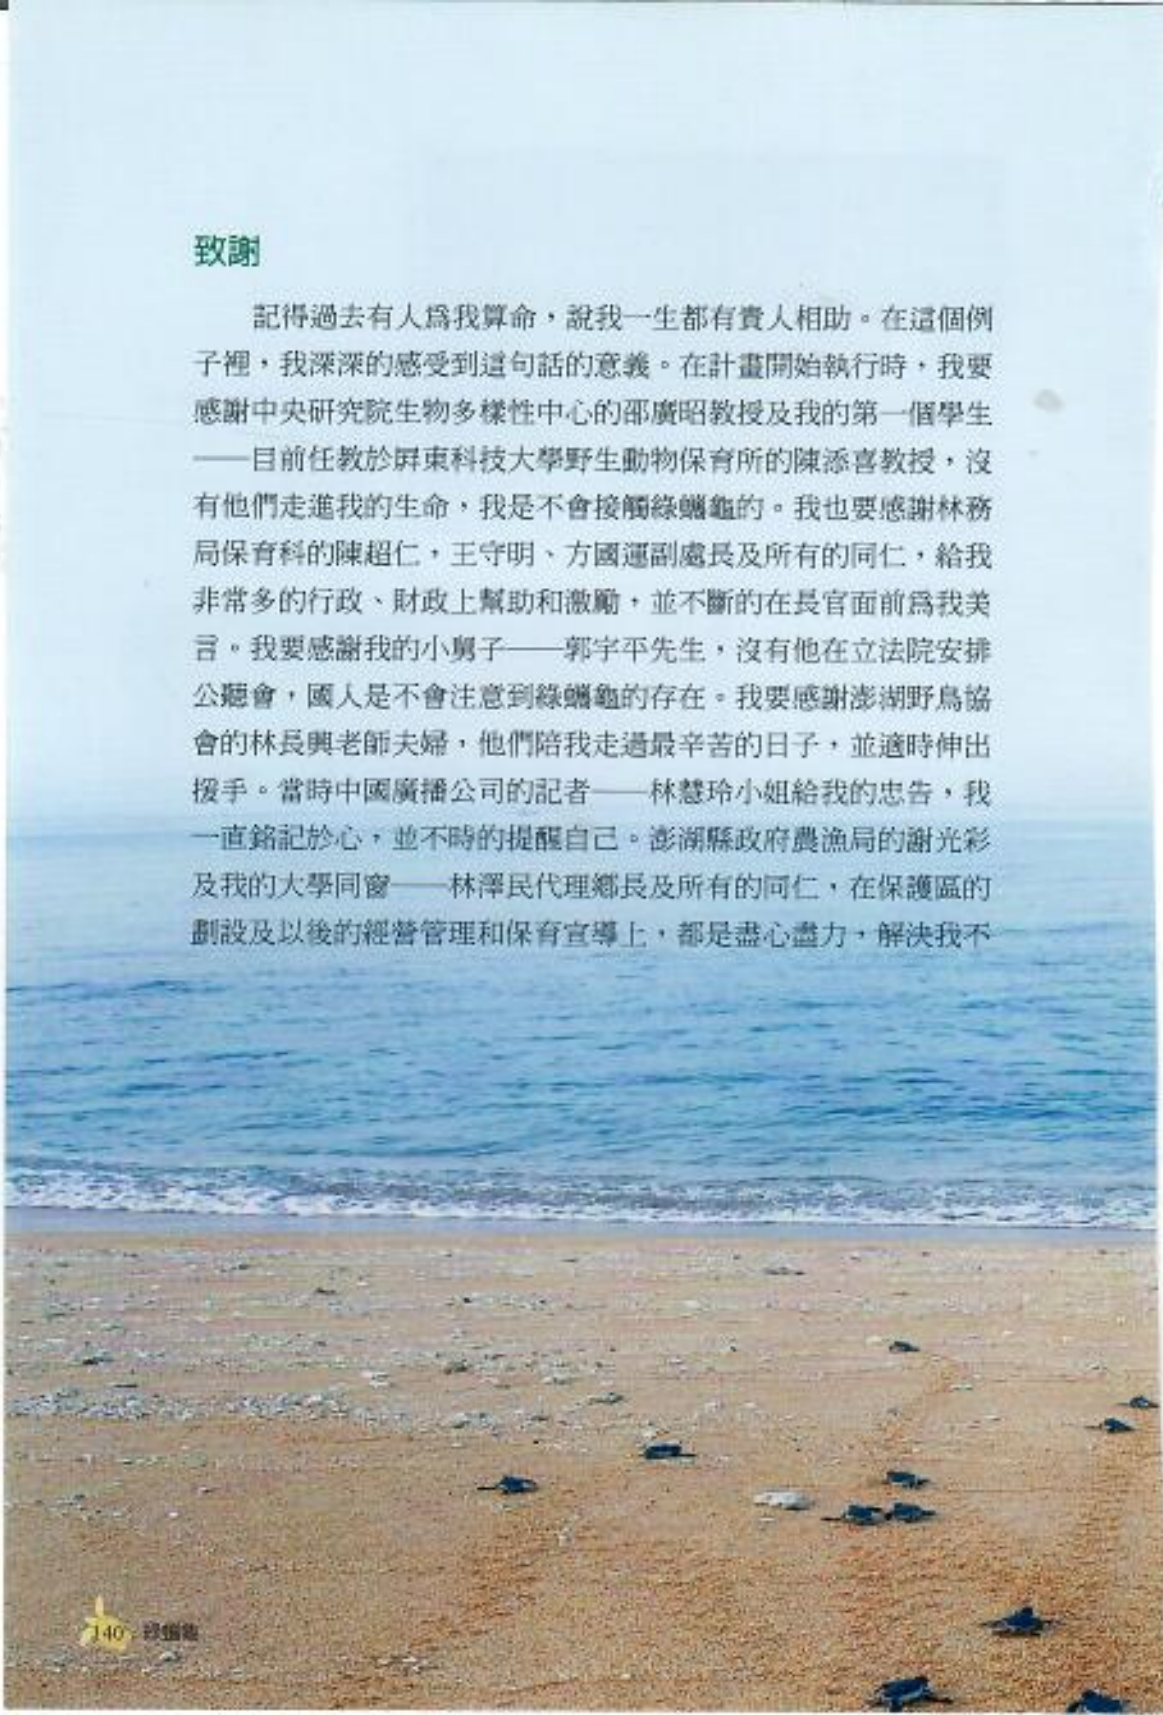 致謝
記得過去有人為我算命，說我一生都有貴人相助。在這個例
子裡，我深深的感受到這句話的意義。在計畫開始執行時，我要
感謝中央研究院生物多樣性中心的邵廣昭教授及我的第一個學生
——目前任教於屏東科技大學野生動物保育所的陳添喜教授，沒
有他們走進我的生命，我是不會接觸綠蠵龜的。我也要感謝林務
局保育科的陳超仁，王守明、方國運副處長及所有的同仁，給我
非常多的行政、財政上幫助和激勵，並不斷的在長官面前為我美
言。我要感謝我的小舅子——郭宇平先生，沒有他在立法院安排
公聽會，國人是不會注意到綠蠵龜的存在。我要感謝澎湖野鳥協
會的林長興老師夫婦，他們陪我走過最辛苦的日子，並適時伸出
援手。當時中國廣播公司的記者——林慧玲小姐給我的忠告，我
一直銘記於心，並不時的提醒自己。澎湖縣政府農漁局的謝光彩
及我的大學同窗——林澤民代理鄉長及所有的同仁，在保護區的
劃設及以後的經營管理和保育宣導上，都是盡心盡力，解決我不
140 綠蠵龜